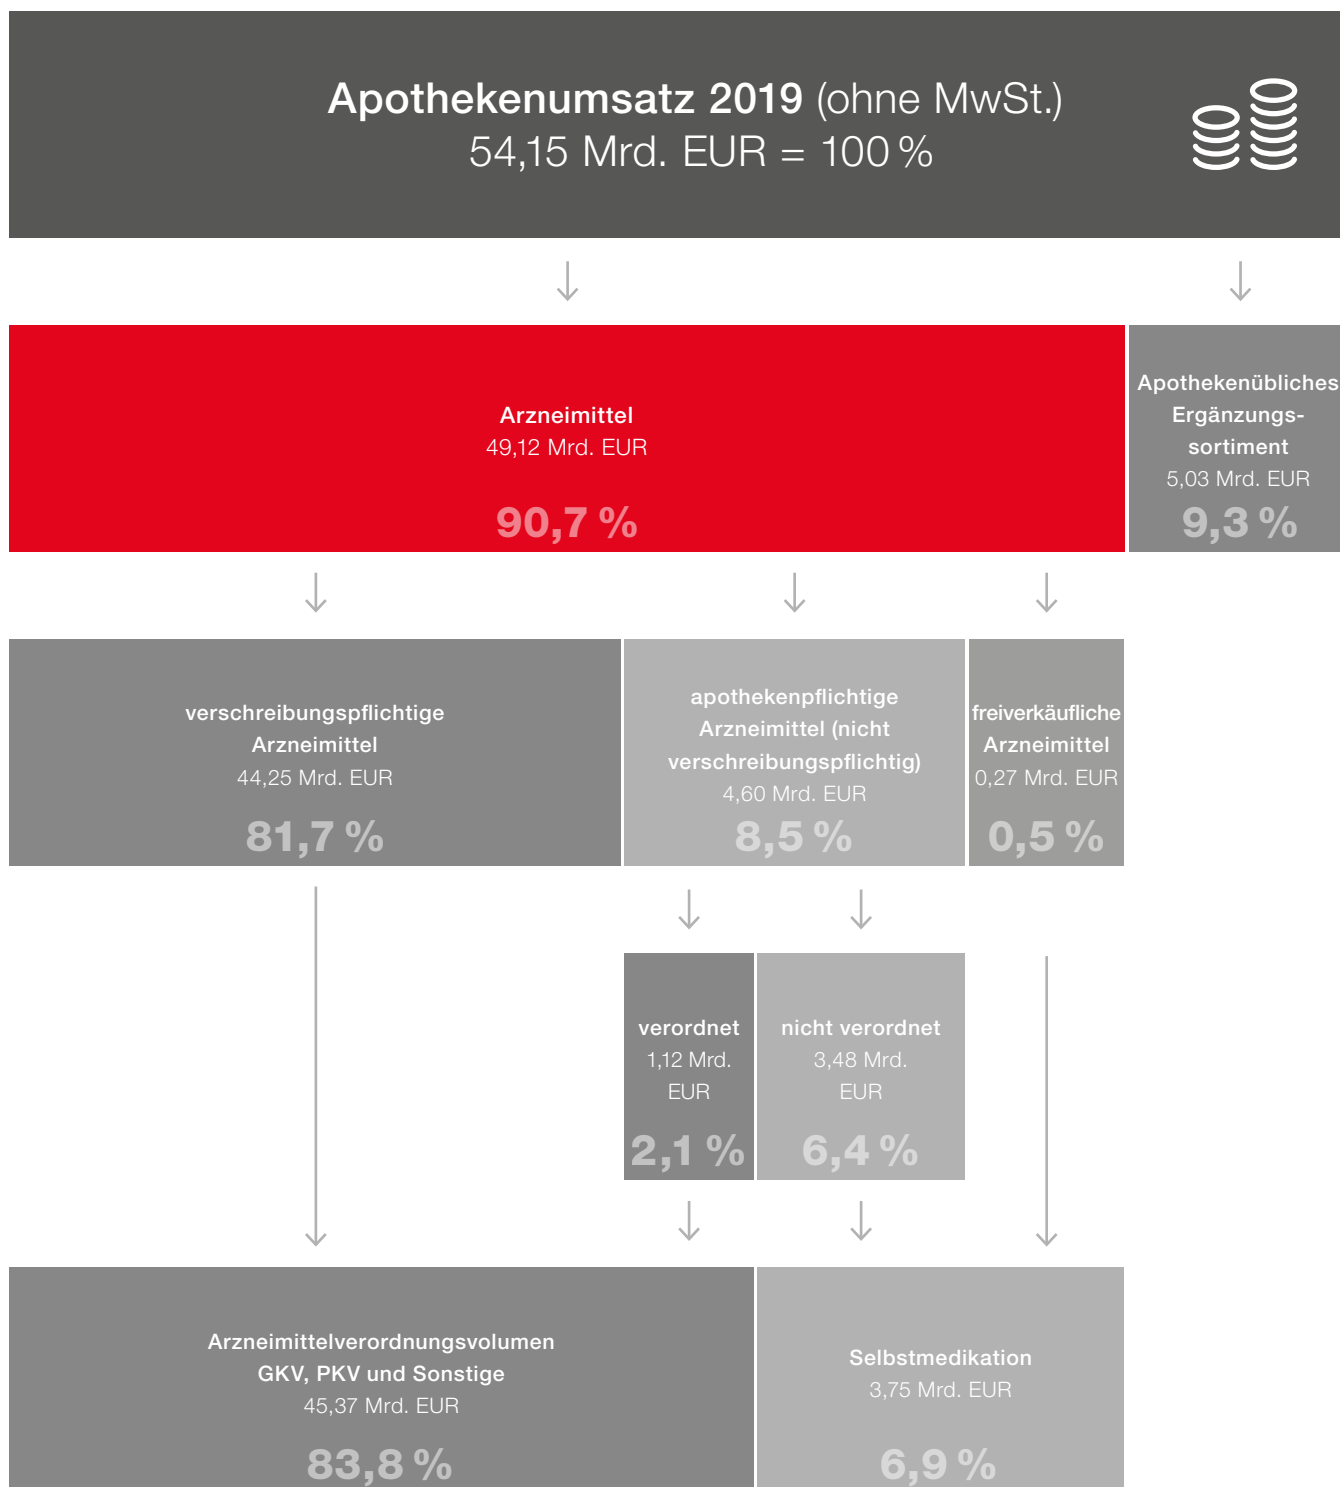 Apothekenumsatz 2019 (ohne MwSt.)
54,15 Mrd. EUR = 100 %
Arzneimittel
49,12 Mrd. EUR
90,7 %
Apothekenübliches
Ergänzungs-
sortiment
5,03 Mrd. EUR
9,3 %
verschreibungspflichtige
Arzneimittel
44,25 Mrd. EUR
81,7 %
apothekenpflichtige
Arzneimittel (nicht
verschreibungspflichtig)
4,60 Mrd. EUR
8,5 %
freiverkäufliche
Arzneimittel
0,27 Mrd. EUR
0,5 %
verordnet
1,12 Mrd.
EUR
2,1 %
nicht verordnet
3,48 Mrd.
EUR
6,4 %
Arzneimittelverordnungsvolumen
GKV, PKV und Sonstige
45,37 Mrd. EUR
83,8 %
Selbstmedikation
3,75 Mrd. EUR
6,9 %